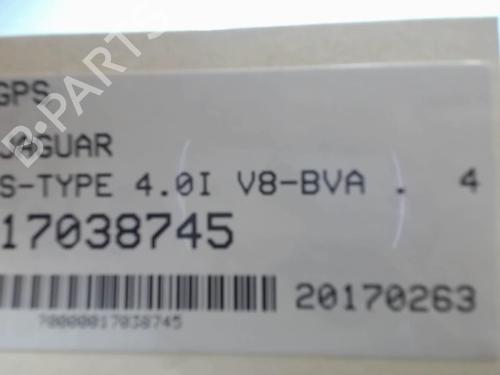 GPS
JAGUAR
S-TYPE 4.0I V8-BVA . 4
17038745
20170263
70000017038745
B-PARTS